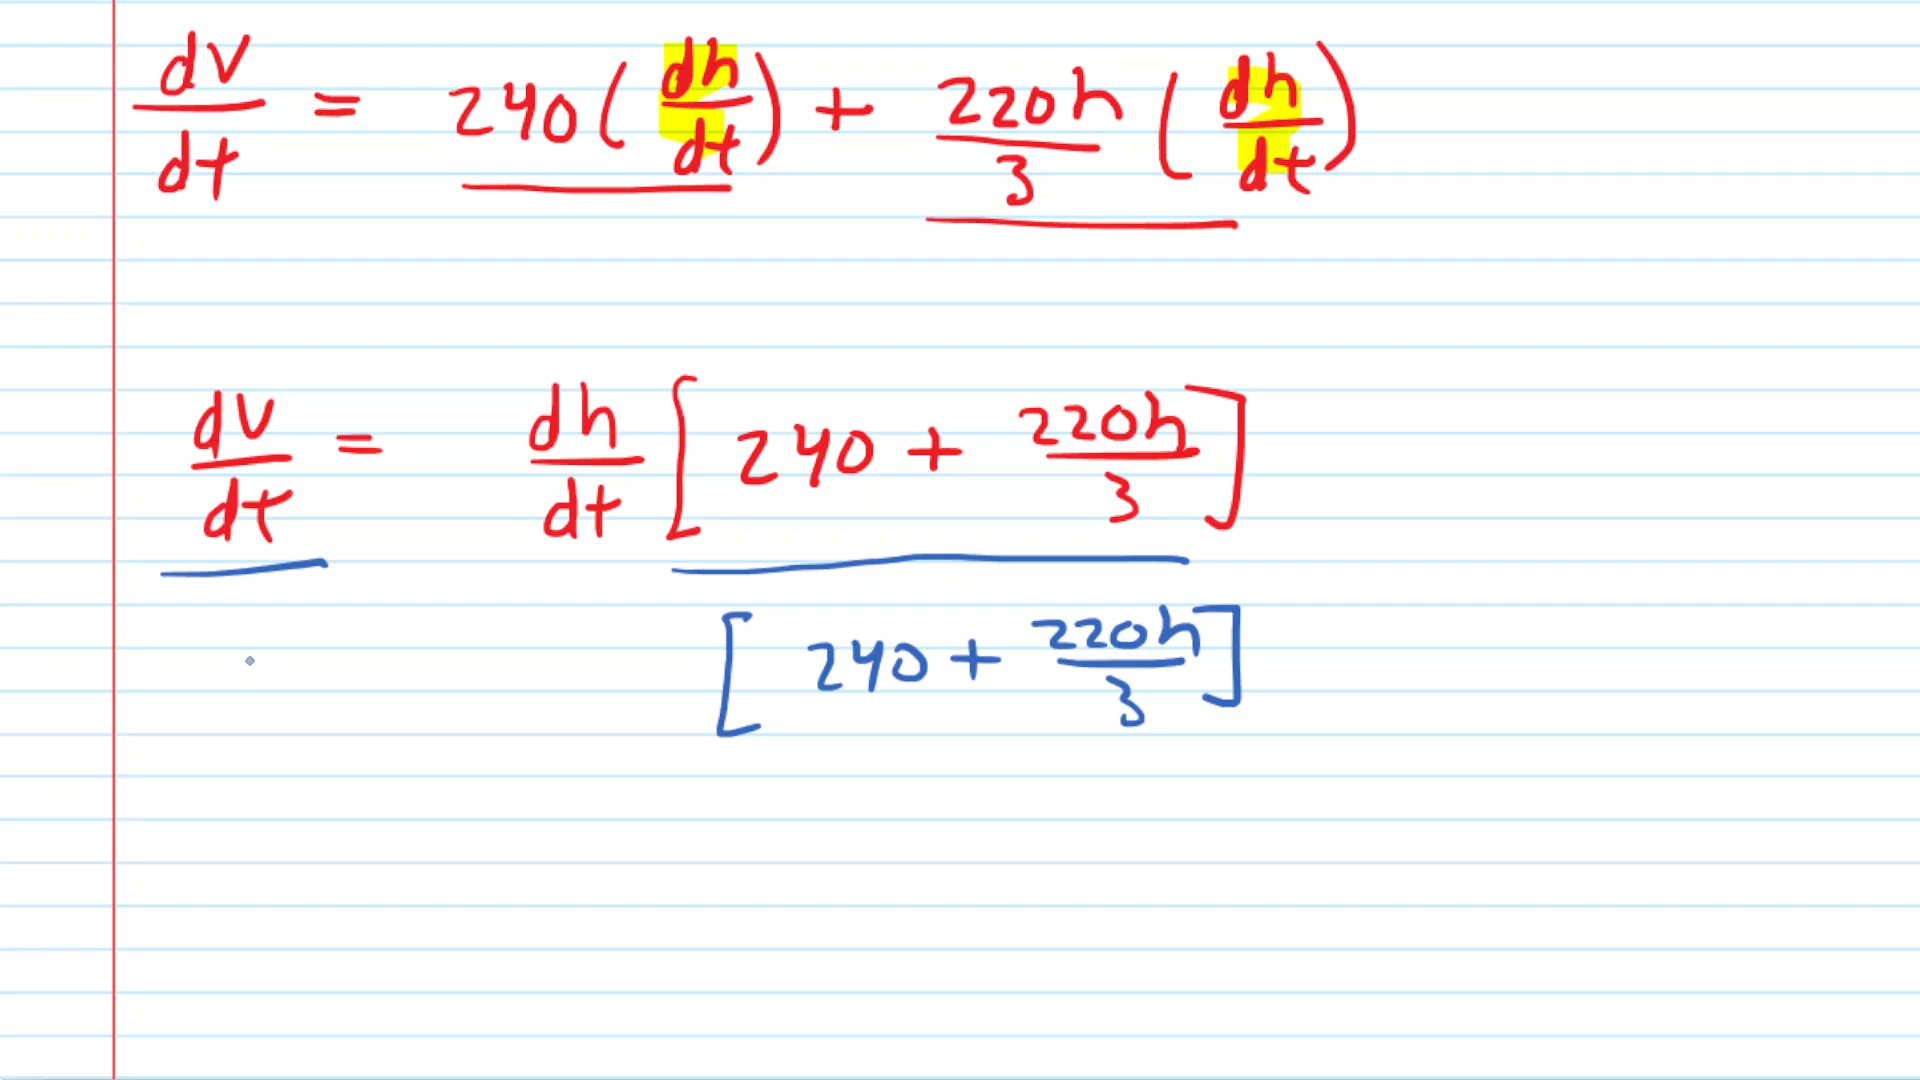 dV/dt = 240(dh/dt) + 220h/3 (dh/dt)
dV/dt = dh/dt [240 + 220h/3]
[240 + 220h/3]